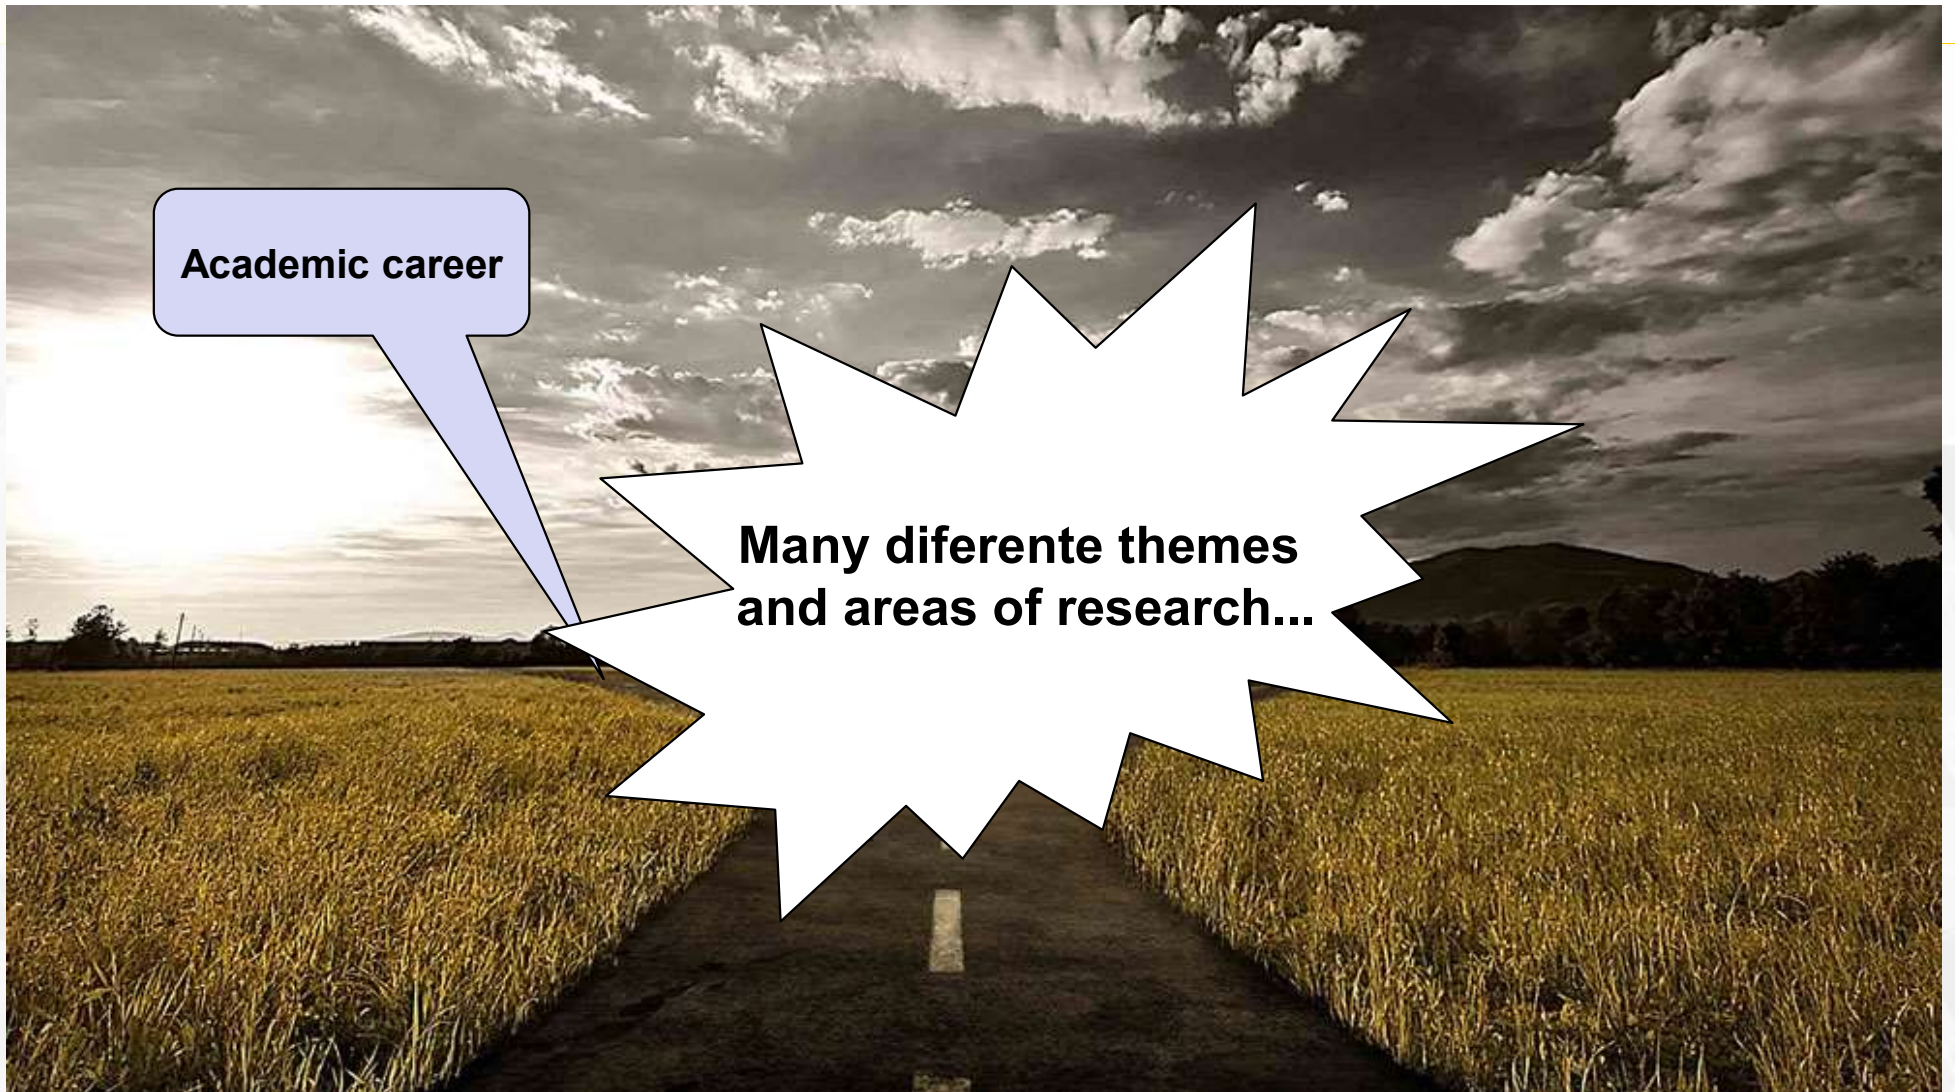 Academic career
Many diferente themes
and areas of research...